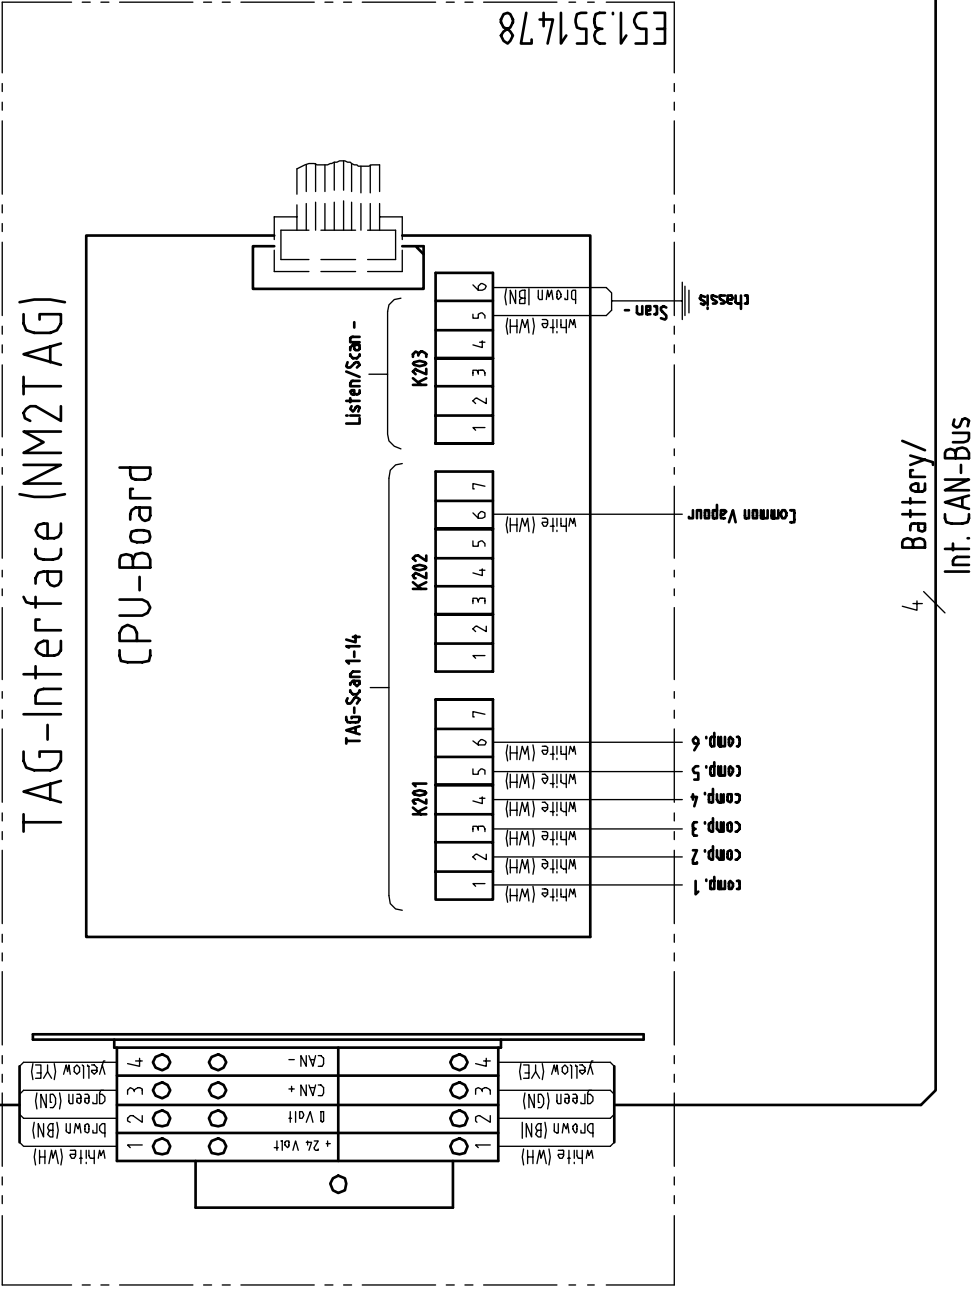 E51.351478
TAG-Interface (NM2TAG)
CPU-Board
Listen/Scan -
K203
6
5
4
3
2
1
brown (BN)
white (WH)
Scan -
chassis
TAG-Scan 1-14
K202
7
6
5
4
3
2
1
white (WH)
Common Vapour
K201
7
6
5
4
3
2
1
white (WH)
white (WH)
white (WH)
white (WH)
white (WH)
white (WH)
comp. 6
comp. 5
comp. 4
comp. 3
comp. 2
comp. 1
4
Battery/
Int. CAN-Bus
yellow (YE)
green (GN)
brown (BN)
white (WH)
4
3
2
1
CAN -
CAN +
0 Volt
+ 24 Volt
4
3
2
1
yellow (YE)
green (GN)
brown (BN)
white (WH)